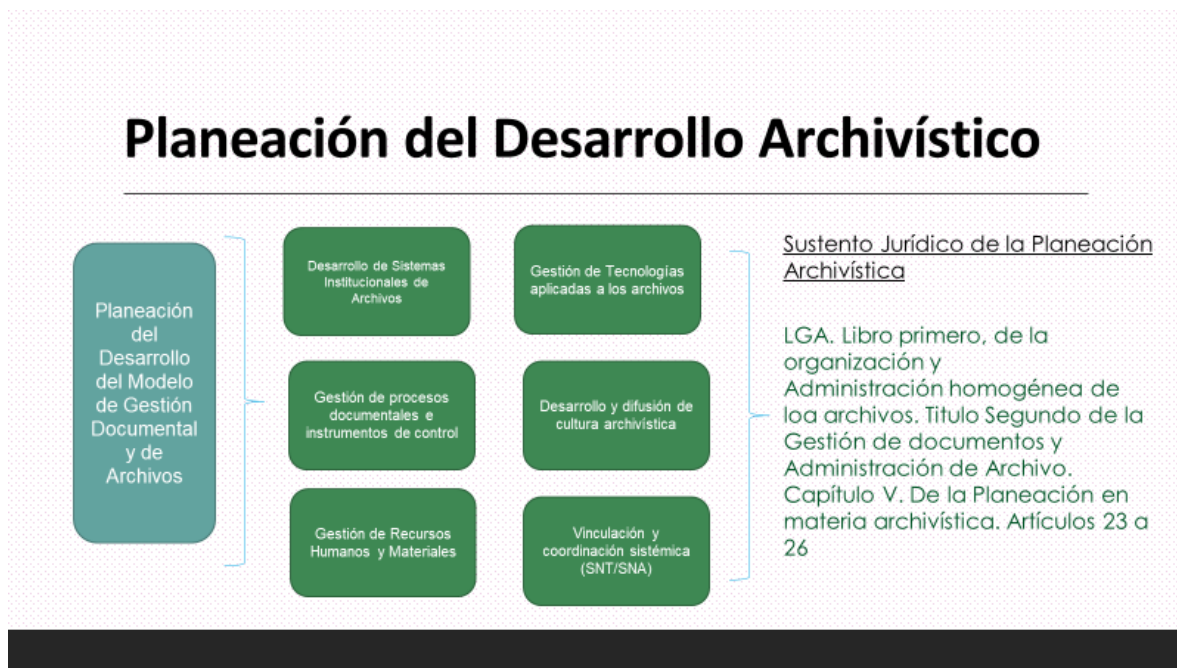 Planeación del Desarrollo Archivístico
Planeación
del
Desarrollo
del Modelo
de Gestión
Documental
y de
Archivos
Desarrollo de Sistemas
Institucionales de
Archivos
Gestión de Tecnologías
aplicadas a los archivos
Gestión de procesos
documentales e
instrumentos de control
Desarrollo y difusión de
cultura archivística
Gestión de Recursos
Humanos y Materiales
Vinculación y
coordinación sistémica
(SNT/SNA)
Sustento Jurídico de la Planeación
Archivística
LGA. Libro primero, de la
organización y
Administración homogénea de
loa archivos. Titulo Segundo de la
Gestión de documentos y
Administración de Archivo.
Capítulo V. De la Planeación en
materia archivística. Artículos 23 a
26